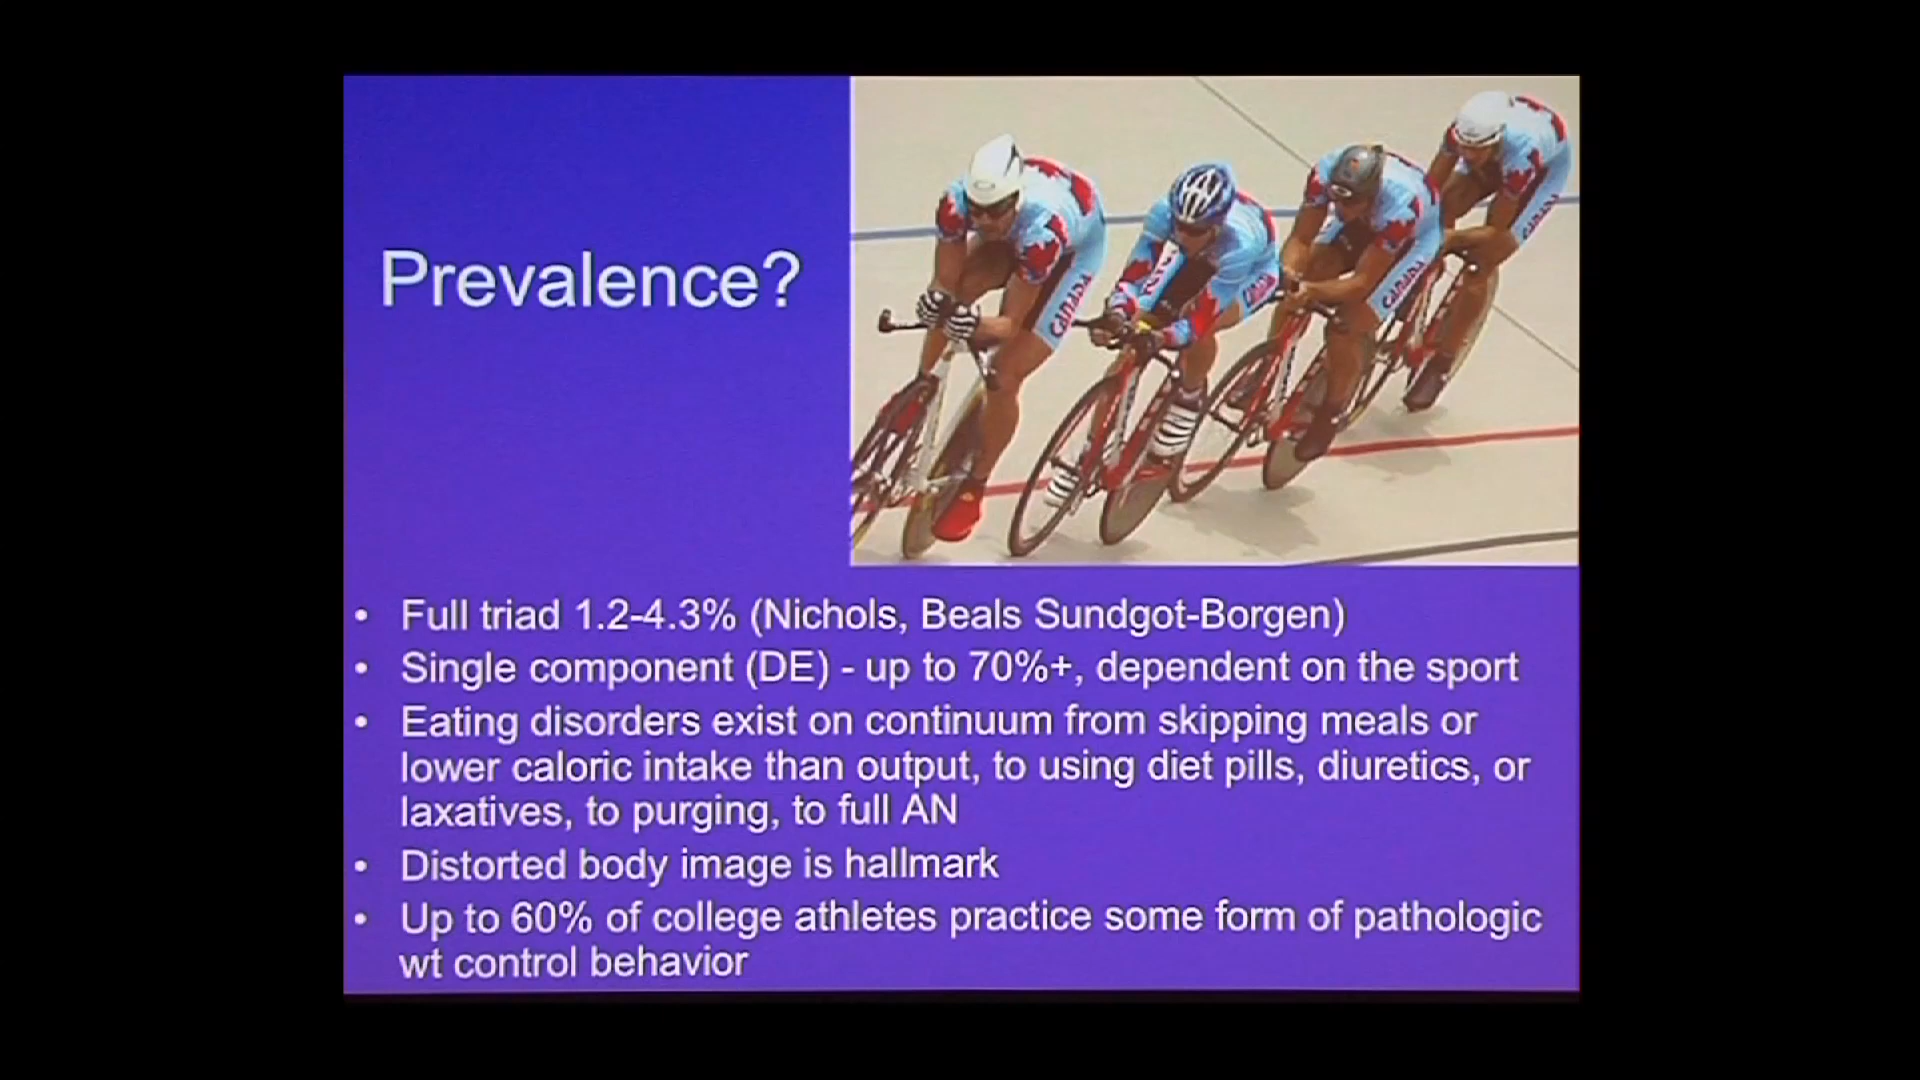 Prevalence?
CANADA
CANADA
CANADA
• Full triad 1.2-4.3% (Nichols, Beals Sundgot-Borgen)
• Single component (DE) - up to 70%+, dependent on the sport
• Eating disorders exist on continuum from skipping meals or
lower caloric intake than output, to using diet pills, diuretics, or
laxatives, to purging, to full AN
• Distorted body image is hallmark
• Up to 60% of college athletes practice some form of pathologic
wt control behavior